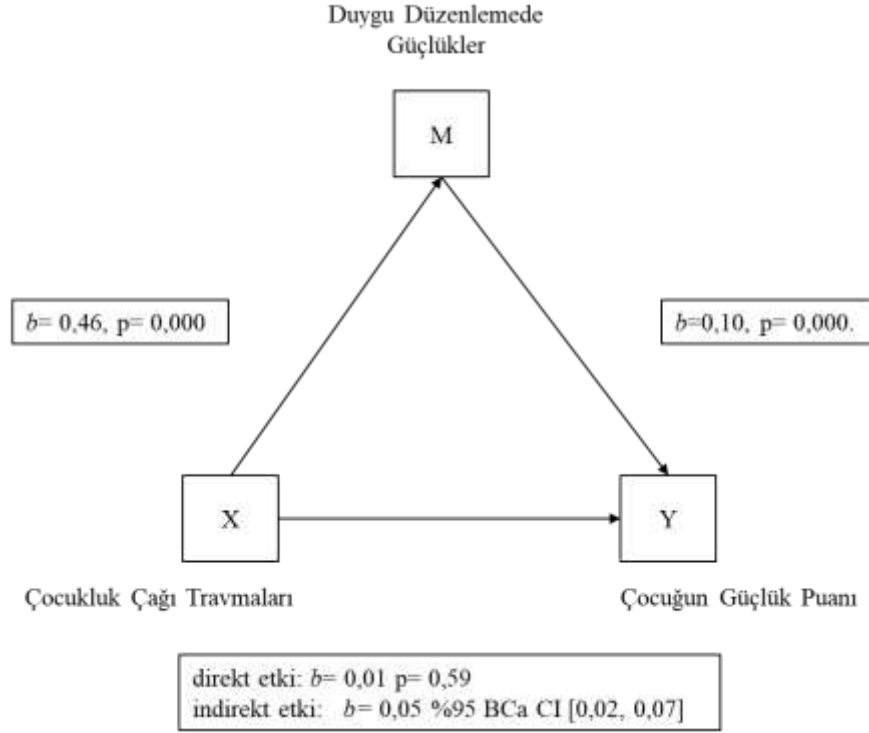 Duygu Düzenlemede
Güçlükler
M
b= 0,46, p= 0,000
b=0,10, p= 0,000.
X
Y
Çocukluk Çağı Travmaları
Çocuğun Güçlük Puanı
direkt etki: b= 0,01 p= 0,59
indirekt etki: b= 0,05 %95 BCa CI [0,02, 0,07]